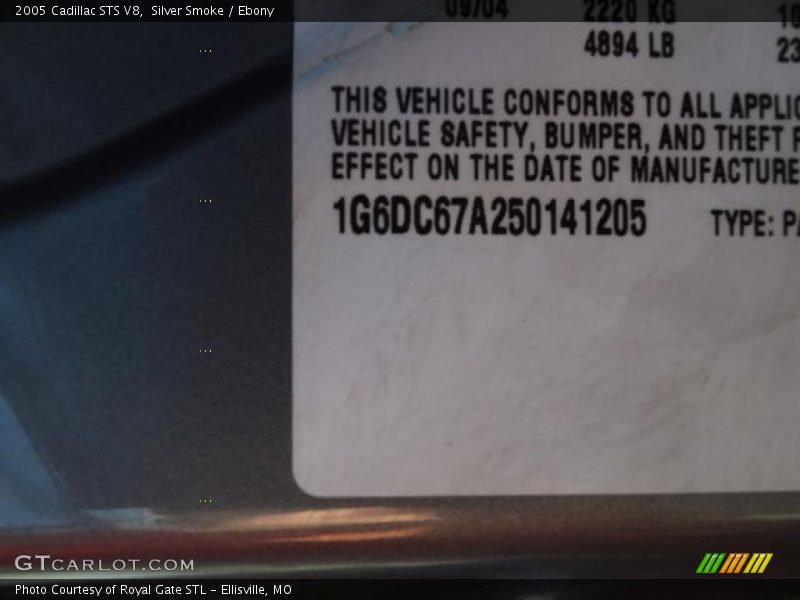 2005 Cadillac STS V8, Silver Smoke / Ebony
09/04 2220 KG
4894 LB
THIS VEHICLE CONFORMS TO ALL
VEHICLE SAFETY, BUMPER, AND THEFT
EFFECT ON THE DATE OF MANUFACTURE
1G6DC67A250141205 TYPE:
GTCARLOT.COM
Photo Courtesy of Royal Gate STL - Ellisville, MO